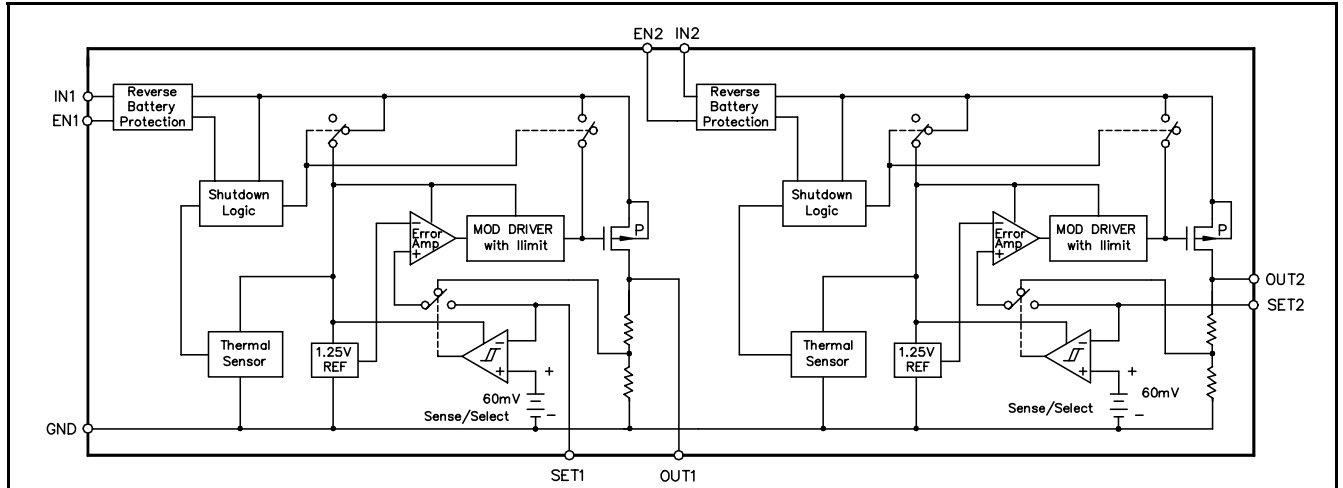 EN2 IN2
IN1
EN1
Reverse
Battery
Protection
Shutdown
Logic
−
Error
Amp
+
MOD DRIVER
with Ilimit
P
Thermal
Sensor
1.25V
REF
−
+
+
60mV
−
Sense/Select
GND
SET1
OUT1
Reverse
Battery
Protection
Shutdown
Logic
−
Error
Amp
+
MOD DRIVER
with Ilimit
P
OUT2
SET2
Thermal
Sensor
1.25V
REF
−
+
+
60mV
−
Sense/Select